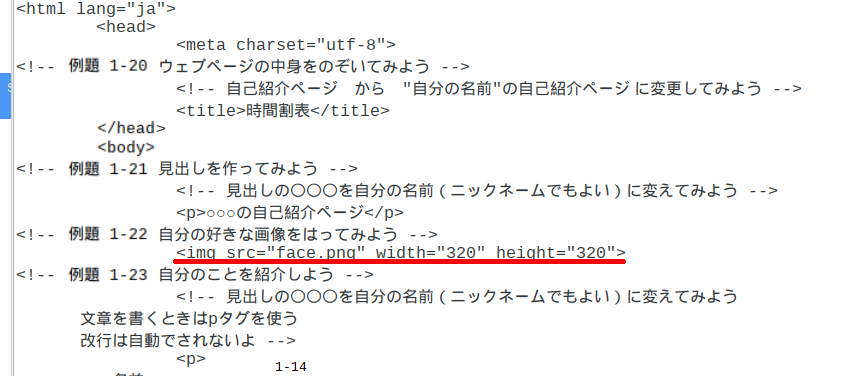 <html lang="ja">
<head>
<meta charset="utf-8">
<!-- 例題 1-20 ウェブページの中身をのぞいてみよう -->
<!-- 自己紹介ページ　から　"自分の名前"の自己紹介ページ に変更してみよう -->
<title>時間割表</title>
</head>
<body>
<!-- 例題 1-21 見出しを作ってみよう -->
<!-- 見出しの〇〇〇を自分の名前(ニックネームでもよい)に変えてみよう -->
<p>○○○の自己紹介ページ</p>
<!-- 例題 1-22 自分の好きな画像をはってみよう -->
<img src="face.png" width="320" height="320">
<!-- 例題 1-23 自分のことを紹介しよう -->
<!-- 見出しの〇〇〇を自分の名前(ニックネームでもよい)に変えてみよう
文章を書くときはpタグを使う
改行は自動でされないよ -->
<p>
1-14